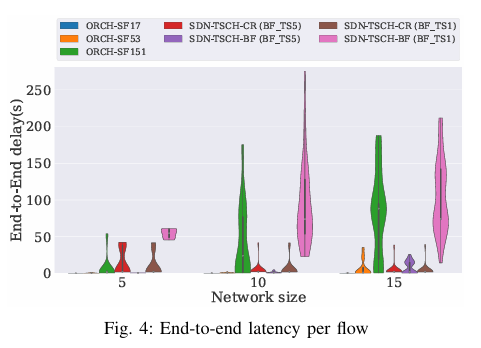 ORCH-SF17 SDN-TSCH-CR (BF_TS5) SDN-TSCH-CR (BF_TS1)
ORCH-SF53 SDN-TSCH-BF (BF_TS5) SDN-TSCH-BF (BF_TS1)
ORCH-SF151
End-to-End delay(s)
250
200
150
100
50
0
5 10 15
Network size
Fig. 4: End-to-end latency per flow